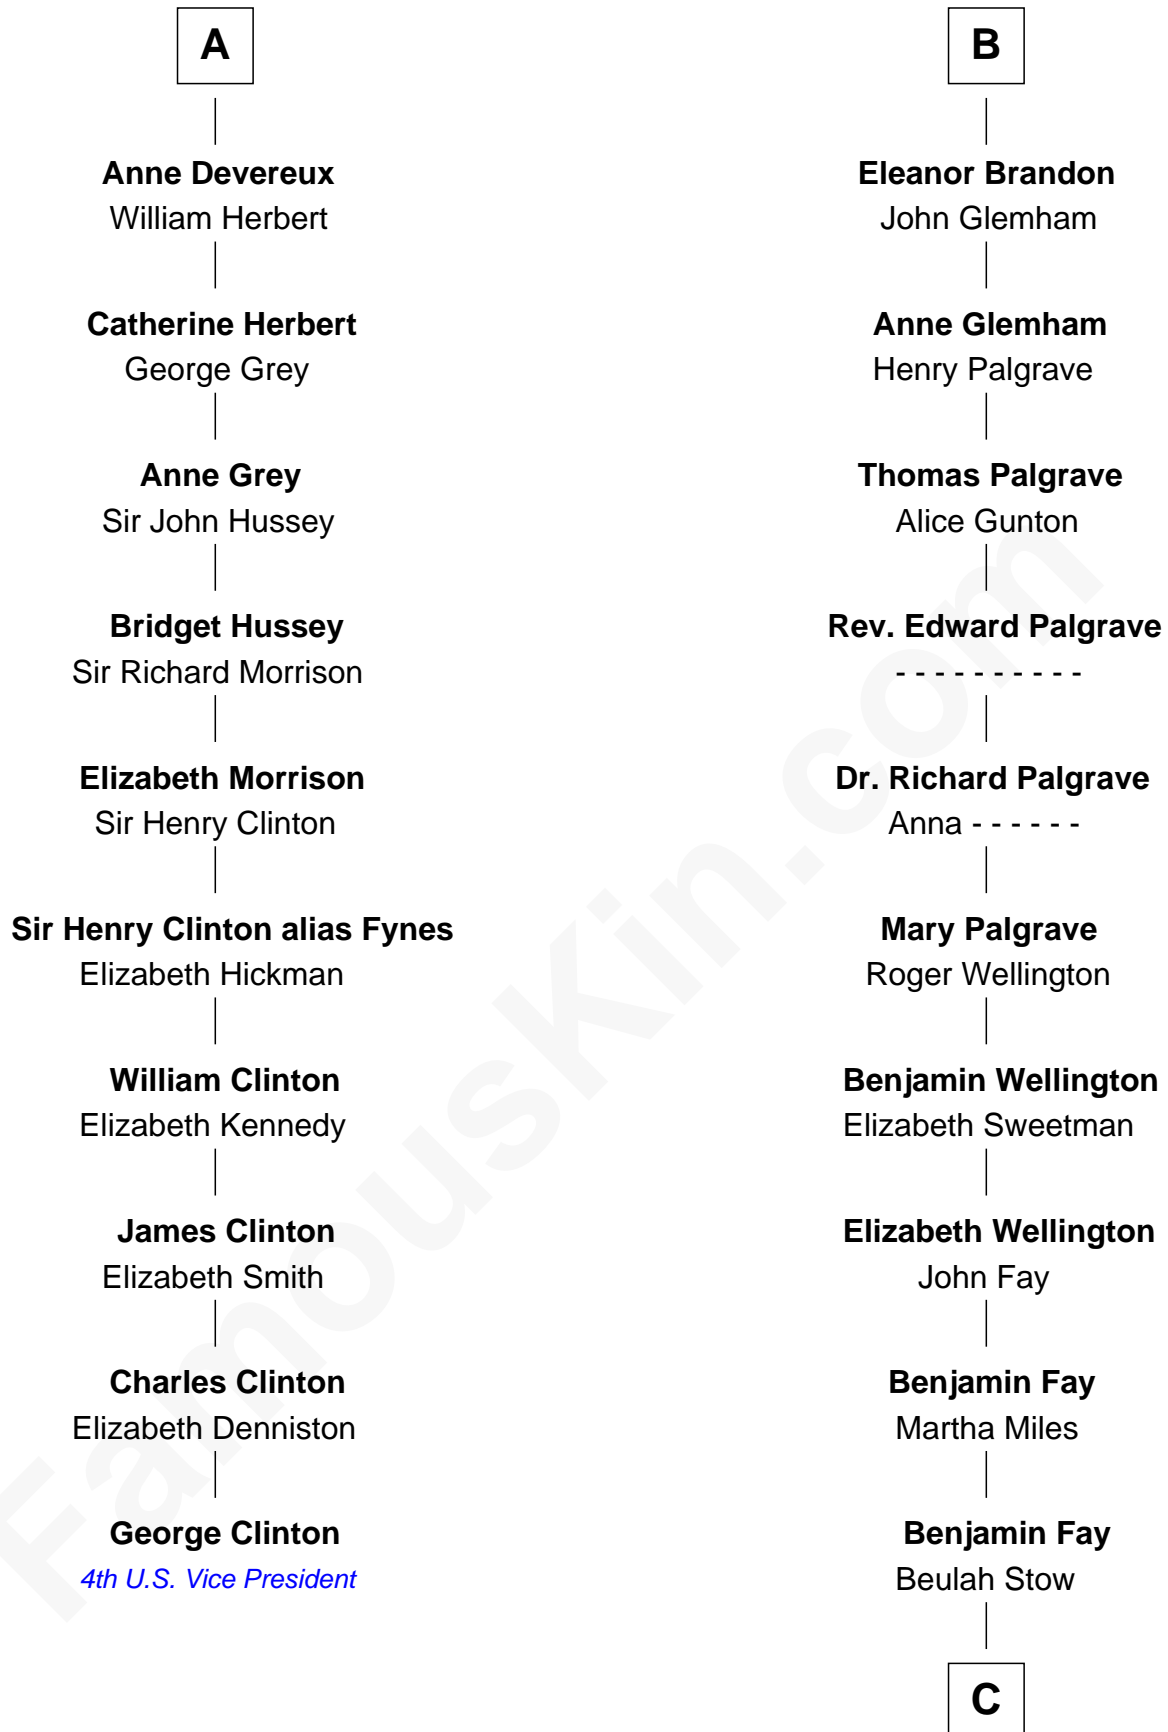 A
Anne Devereux
William Herbert
Catherine Herbert
George Grey
Anne Grey
Sir John Hussey
Bridget Hussey
Sir Richard Morrison
Elizabeth Morrison
Sir Henry Clinton
Sir Henry Clinton alias Fynes
Elizabeth Hickman
William Clinton
Elizabeth Kennedy
James Clinton
Elizabeth Smith
Charles Clinton
Elizabeth Denniston
George Clinton
4th U.S. Vice President
B
Eleanor Brandon
John Glemham
Anne Glemham
Henry Palgrave
Thomas Palgrave
Alice Gunton
Rev. Edward Palgrave
- - - - - - - - - -
Dr. Richard Palgrave
Anna - - - - - -
Mary Palgrave
Roger Wellington
Benjamin Wellington
Elizabeth Sweetman
Elizabeth Wellington
John Fay
Benjamin Fay
Martha Miles
Benjamin Fay
Beulah Stow
C
FamousKin.com